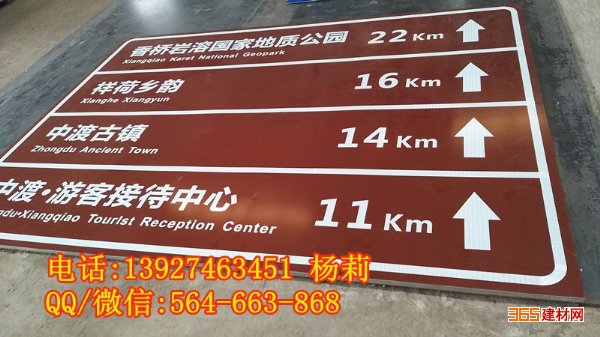 香桥岩溶国家地质公园 22 Km
Xiangqiao Karst National Geopark
祥荷乡韵 16 Km
Xianghe Xiangyun
中渡古镇 14 Km
Zhongdu Ancient Town
中渡·游客接待中心 11 Km
ngdu•Xiangqiao Tourist Reception Center
电话:13927463451 杨莉
QQ/微信:564-663-868
365建材网